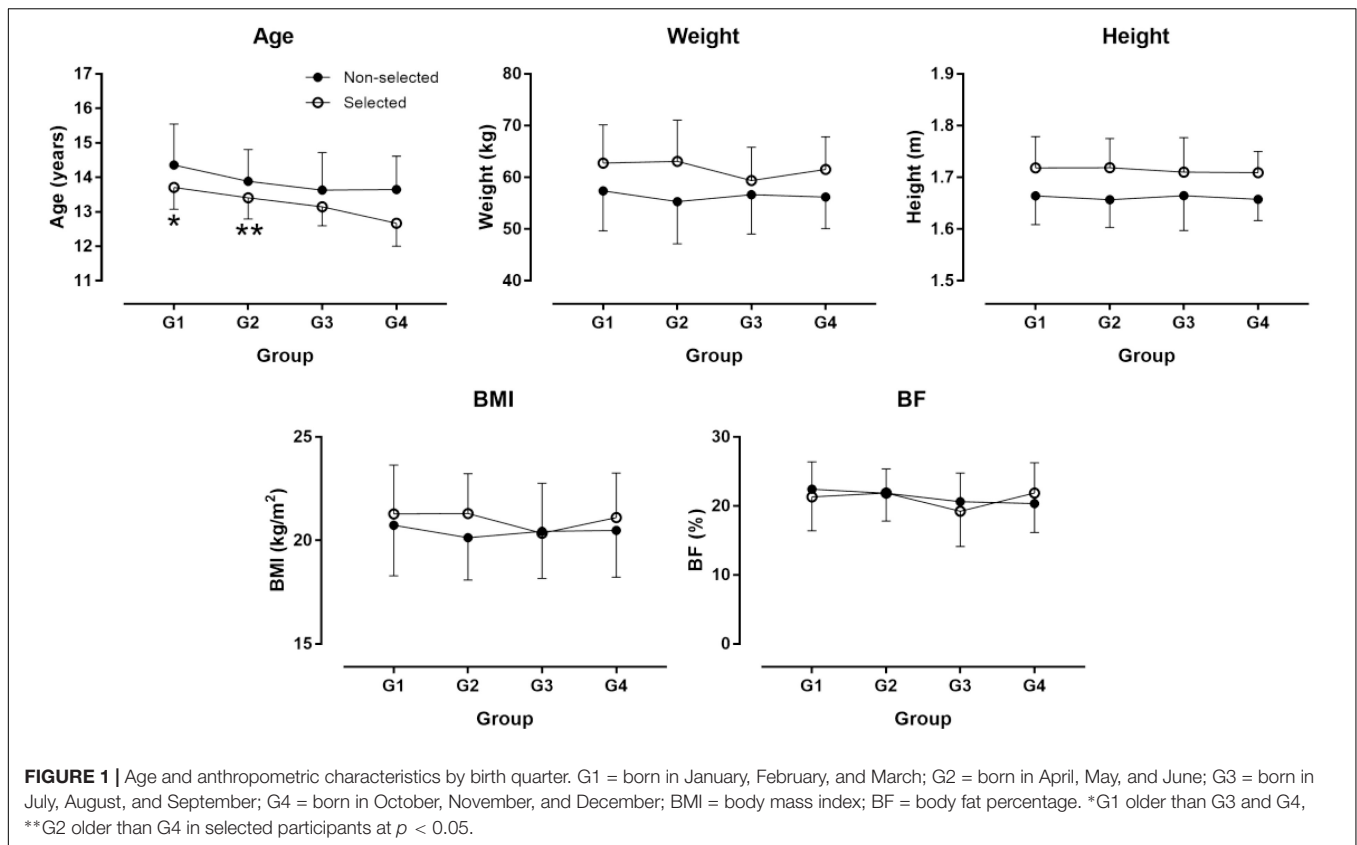 Age
17
16
15
14
13
12
11
Age (years)
Non-selected
Selected
*
**
G1 G2 G3 G4
Group
Weight
80
70
60
50
40
Weight (kg)
G1 G2 G3 G4
Group
Height
1.9
1.8
1.7
1.6
1.5
Height (m)
G1 G2 G3 G4
Group
BMI
25
20
15
BMI (kg/m²)
G1 G2 G3 G4
Group
BF
30
20
10
0
BF (%)
G1 G2 G3 G4
Group
FIGURE 1 | Age and anthropometric characteristics by birth quarter. G1 = born in January, February, and March; G2 = born in April, May, and June; G3 = born in
July, August, and September; G4 = born in October, November, and December; BMI = body mass index; BF = body fat percentage. *G1 older than G3 and G4,
**G2 older than G4 in selected participants at p < 0.05.